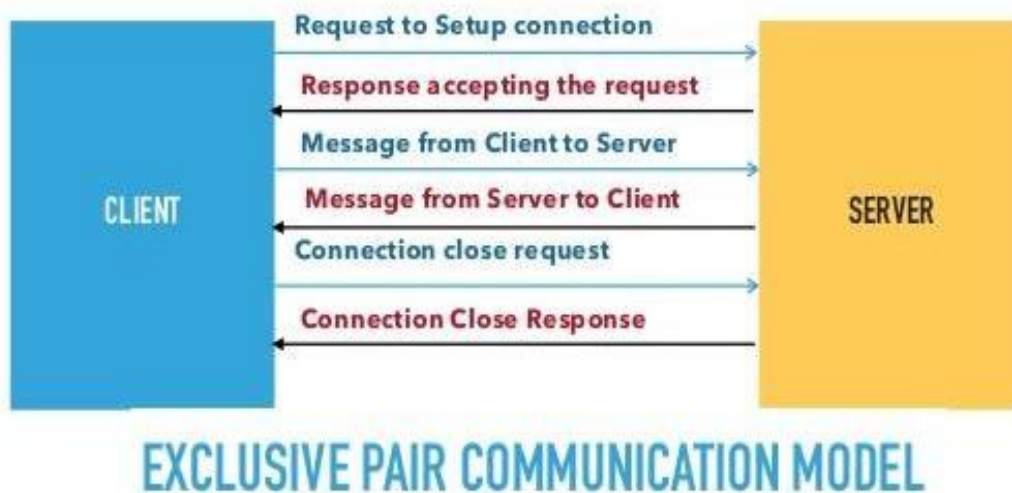 Request to Setup connection
Response accepting the request
Message from Client to Server
Message from Server to Client
Connection close request
Connection Close Response
CLIENT
SERVER
EXCLUSIVE PAIR COMMUNICATION MODEL